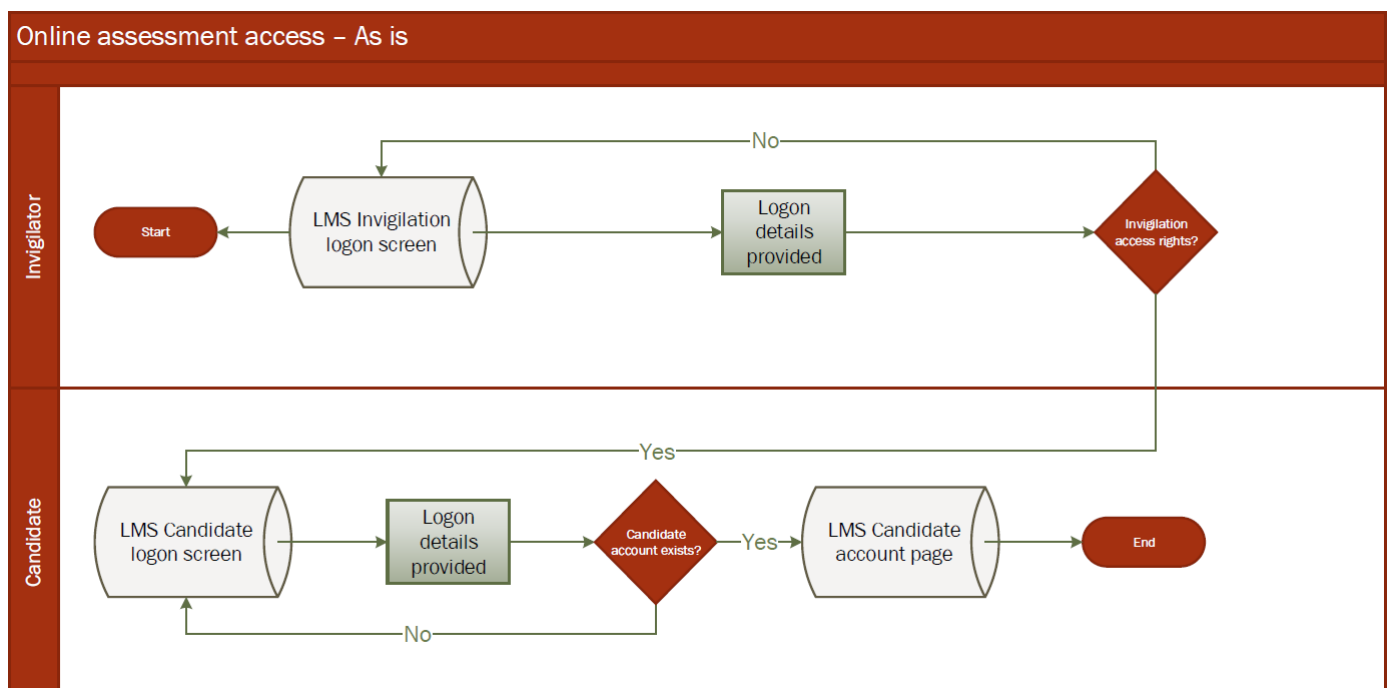 Online assessment access – As is
Invigilator
No
Start
LMS Invigilation
logon screen
Logon
details
provided
Invigilation
access rights?
Candidate
Yes
LMS Candidate
logon screen
Logon
details
provided
Candidate
account exists?
Yes
LMS Candidate
account page
End
No